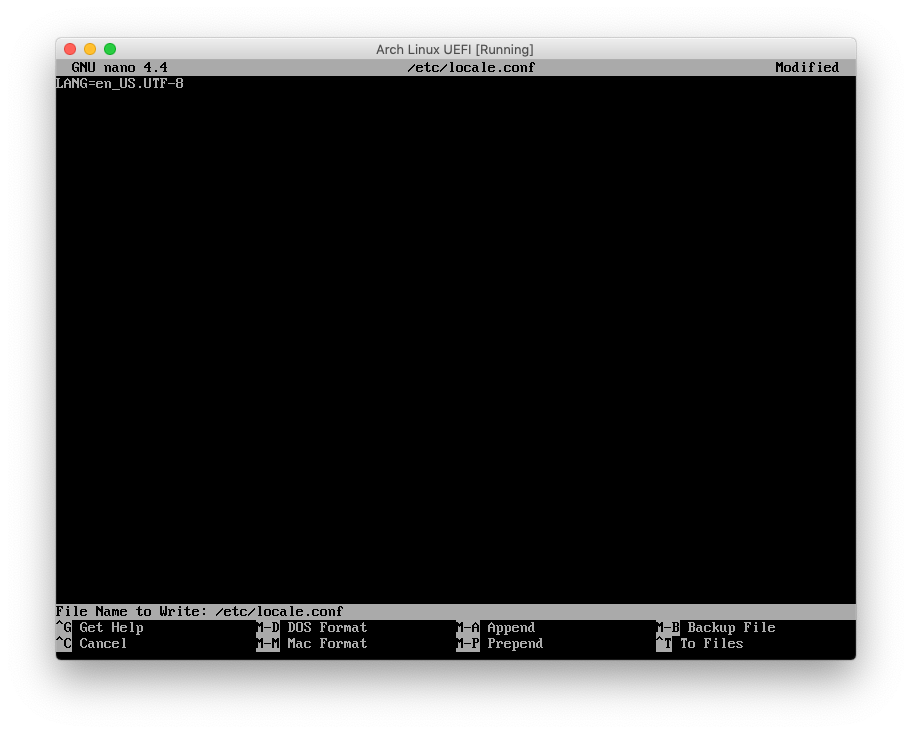 Arch Linux UEFI [Running]
GNU nano 4.4 /etc/locale.conf Modified
LANG=en_US.UTF-8
File Name to Write: /etc/locale.conf
^G Get Help M-D DOS Format M-A Append M-B Backup File
^C Cancel M-M Mac Format M-P Prepend ^T To Files